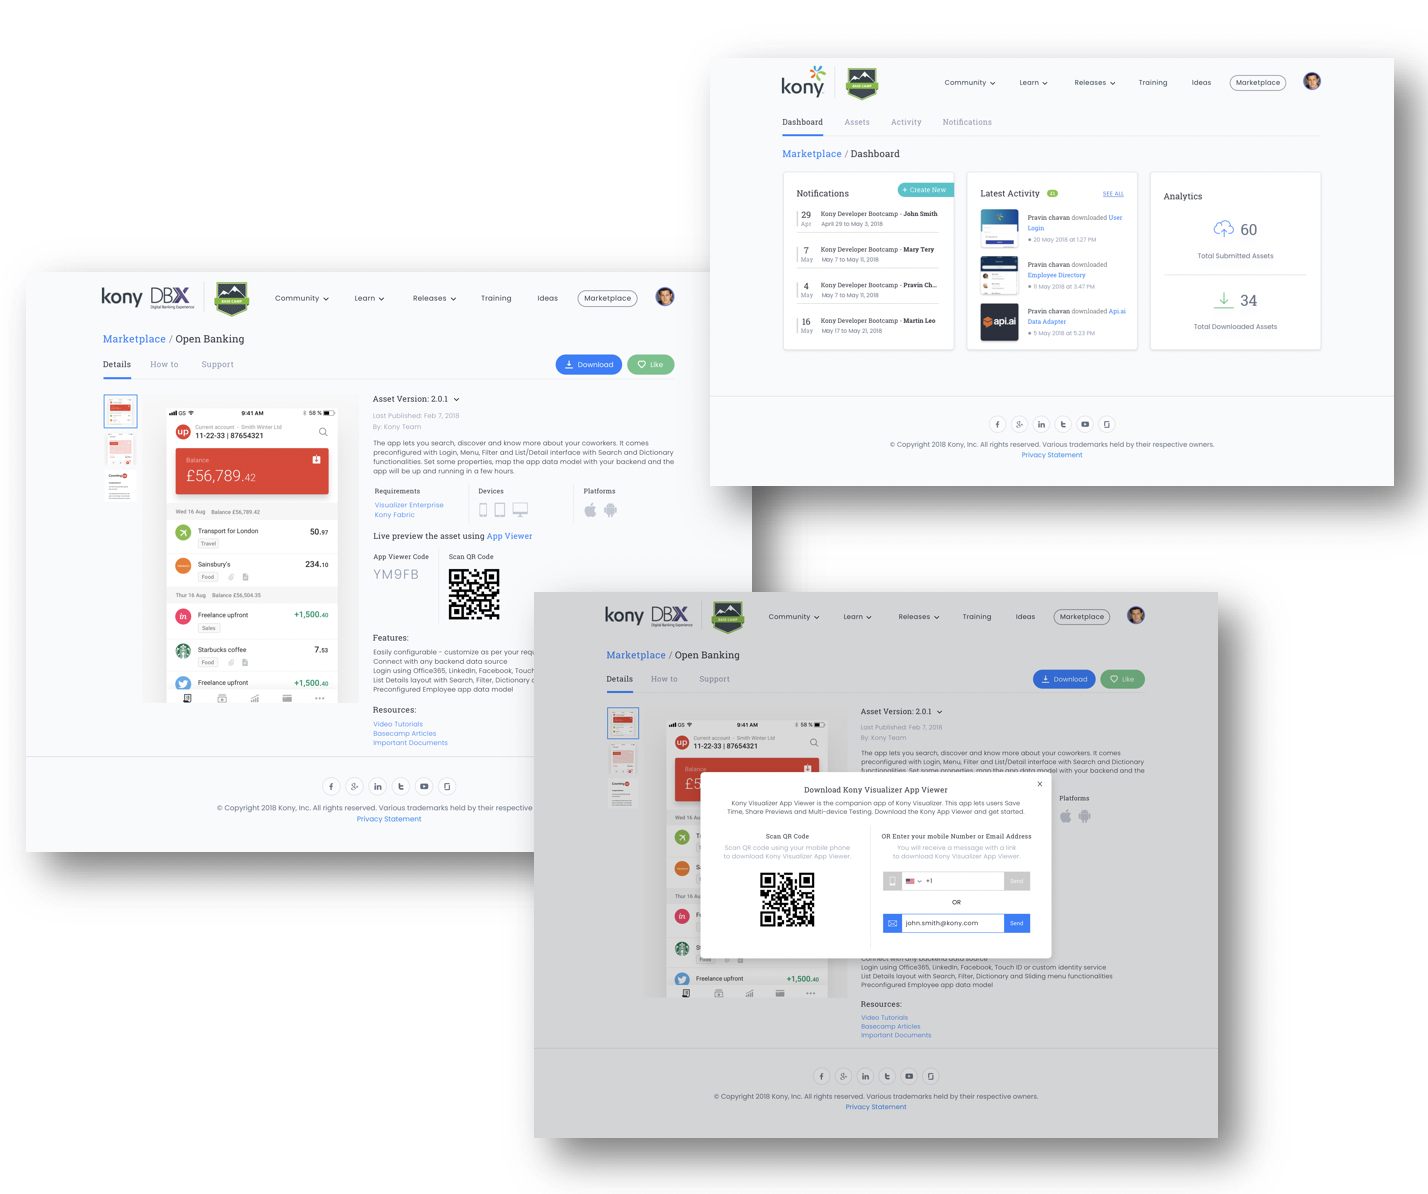 kony
BASE CAMP
Community
Learn
Releases
Training
Ideas
Marketplace
Dashboard
Assets
Activity
Notifications
Marketplace / Dashboard
Notifications
+ Create New
29 Apr
Kony Developer Bootcamp - John Smith
April 29 to May 3, 2018
7 May
Kony Developer Bootcamp - Mary Tery
May 7 to May 11, 2018
4 May
Kony Developer Bootcamp - Pravin Ch...
May 7 to May 11, 2018
16 May
Kony Developer Bootcamp - Martin Leo
May 17 to May 21, 2018
Latest Activity
SEE ALL
Pravin chavan downloaded User
Login
20 May 2018 at 1:27 PM
Pravin chavan downloaded
Employee Directory
11 May 2018 at 3.47 PM
api.ai
Pravin chavan downloaded Api.ai
Data Adapter
5 May 2018 at 5.23 PM
Analytics
60
Total Submitted Assets
34
Total Downloaded Assets
© Copyright 2018 Kony, Inc. All rights reserved. Various trademarks held by their respective owners.
Privacy Statement
kony DBX
Digital Banking Experience
BASE CAMP
Community
Learn
Releases
Training
Ideas
Marketplace
Marketplace / Open Banking
Details
How to
Support
Download
Like
GS
9:41 AM
58 %
up
Current account - Smith Winter Ltd
11-22-33 | 87654321
Balance
£56,789.42
Wed 16 Aug · Balance £56,789.42
Transport for London
50.97
Travel
Sainsbury's
234.10
Food
Thur 16 Aug · Balance £56,504.35
in
Freelance upfront
+1,500.40
Sales
Starbucks coffee
7.53
Food
Freelance upfront
+1,500.40
Asset Version: 2.0.1
Last Published: Feb 7, 2018
By: Kony Team
The app lets you search, discover and know more about your coworkers. It comes
preconfigured with Login, Menu, Filter and List/Detail interface with Search and Dictionary
functionalities. Set some properties, map the app data model with your backend and the
app will be up and running in a few hours.
Requirements
Visualizer Enterprise
Kony Fabric
Devices
Platforms
Live preview the asset using App Viewer
App Viewer Code
YM9FB
Scan QR Code
Features:
Easily configurable - customize as per your requ
Connect with any backend data source
Login using Office365, LinkedIn, Facebook, Touch
List Details layout with Search, Filter, Dictionary
Preconfigured Employee app data model
Resources:
Video Tutorials
Basecamp Articles
Important Documents
© Copyright 2018 Kony, Inc. All rights reserved. Various trademarks held by their respective
Privacy Statement
kony DBX
Digital Banking Experience
BASE CAMP
Community
Learn
Releases
Training
Ideas
Marketplace
Marketplace / Open Banking
Details
How to
Support
Download
Like
GS
9:41 AM
58 %
up
Current account - Smith Winter Ltd
11-22-33 | 87654321
Balance
£5
Wed 16 Au
Thur 16 Aug
in
Freelance upfront
+1,500.40
Asset Version: 2.0.1
Last Published: Feb 7, 2018
By: Kony Team
The app lets you search, discover and know more about your coworkers. It comes
preconfigured with Login, Menu, Filter and List/Detail interface with Search and Dictionary
functionalities. Set some properties, map the app data model with your backend and the
Platforms
Download Kony Visualizer App Viewer
Kony Visualizer App Viewer is the companion app of Kony Visualizer. This app lets users Save
Time, Share Previews and Multi-device Testing. Download the Kony App Viewer and get started.
Scan QR Code
Scan QR code using your mobile phone
to download Kony Visualizer App Viewer.
OR Enter your mobile Number or Email Address
You will receive a message with a link
to download Kony Visualizer App Viewer.
+1
Send
OR
john.smith@kony.com
Send
Connect with any backend data source
Login using Office365, LinkedIn, Facebook, Touch ID or custom identity service
List Details layout with Search, Filter, Dictionary and Sliding menu functionalities
Preconfigured Employee app data model
Resources:
Video Tutorials
Basecamp Articles
Important Documents
© Copyright 2018 Kony, Inc. All rights reserved. Various trademarks held by their respective owners.
Privacy Statement